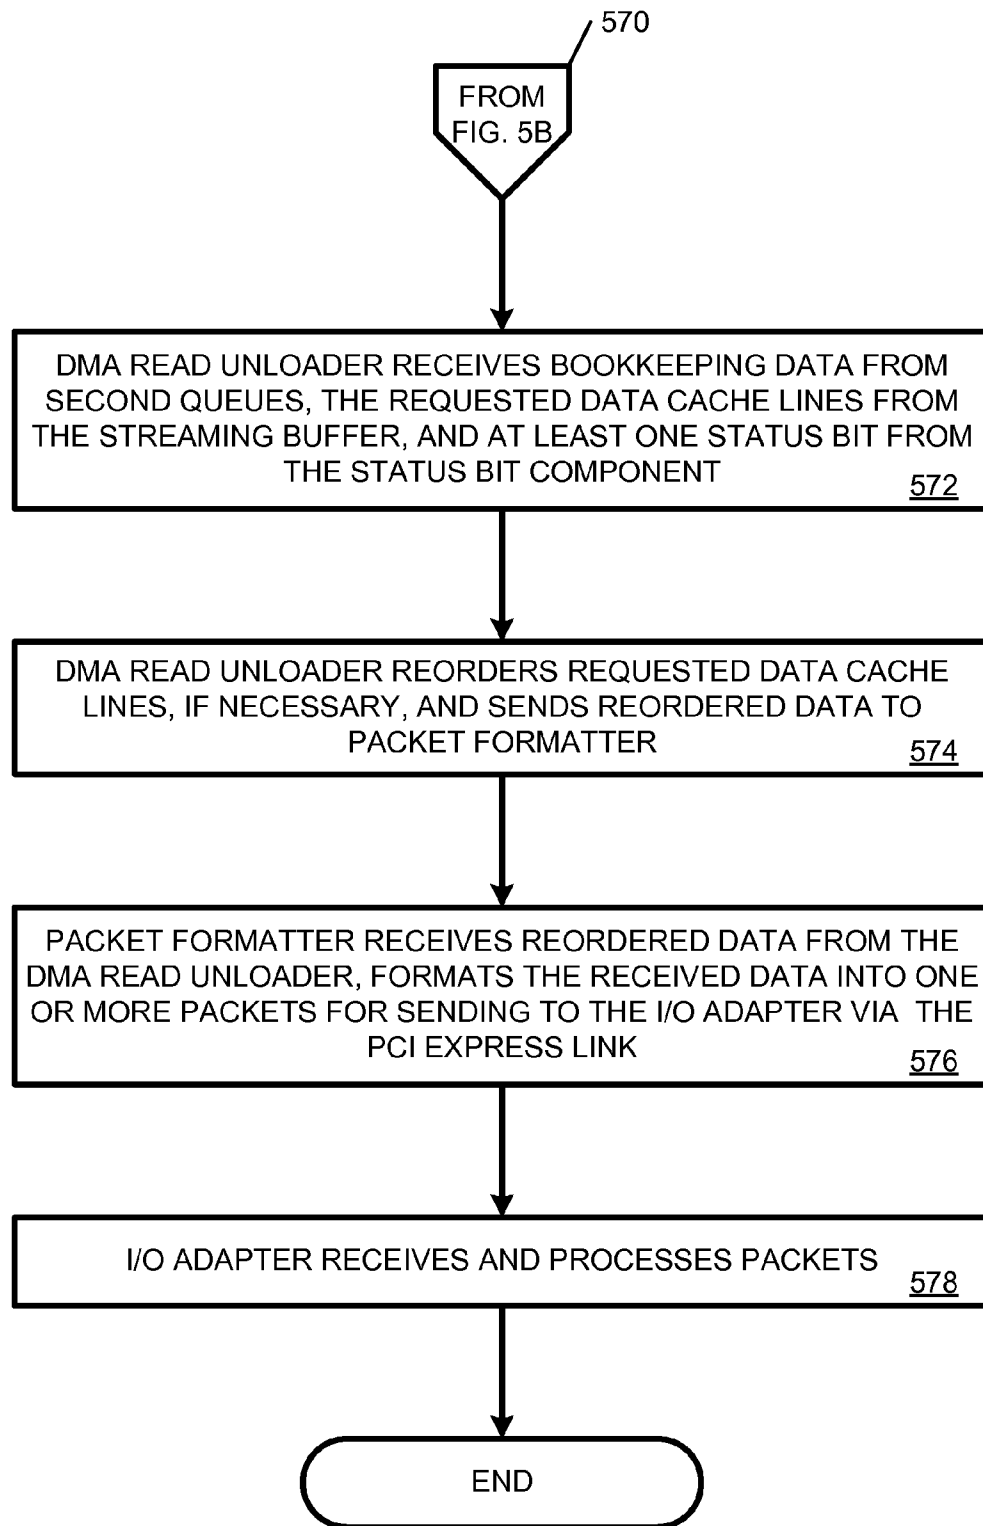 570
FROM
FIG. 5B
DMA READ UNLOADER RECEIVES BOOKKEEPING DATA FROM
SECOND QUEUES, THE REQUESTED DATA CACHE LINES FROM
THE STREAMING BUFFER, AND AT LEAST ONE STATUS BIT FROM
THE STATUS BIT COMPONENT
572
DMA READ UNLOADER REORDERS REQUESTED DATA CACHE
LINES, IF NECESSARY, AND SENDS REORDERED DATA TO
PACKET FORMATTER
574
PACKET FORMATTER RECEIVES REORDERED DATA FROM THE
DMA READ UNLOADER, FORMATS THE RECEIVED DATA INTO ONE
OR MORE PACKETS FOR SENDING TO THE I/O ADAPTER VIA THE
PCI EXPRESS LINK
576
I/O ADAPTER RECEIVES AND PROCESSES PACKETS
578
END